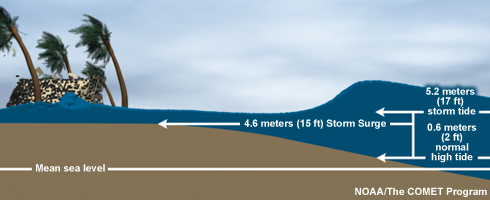 5.2 meters
(17 ft)
storm tide
4.6 meters (15 ft) Storm Surge
0.6 meters
(2 ft)
normal
high tide
Mean sea level
NOAA/The COMET Program